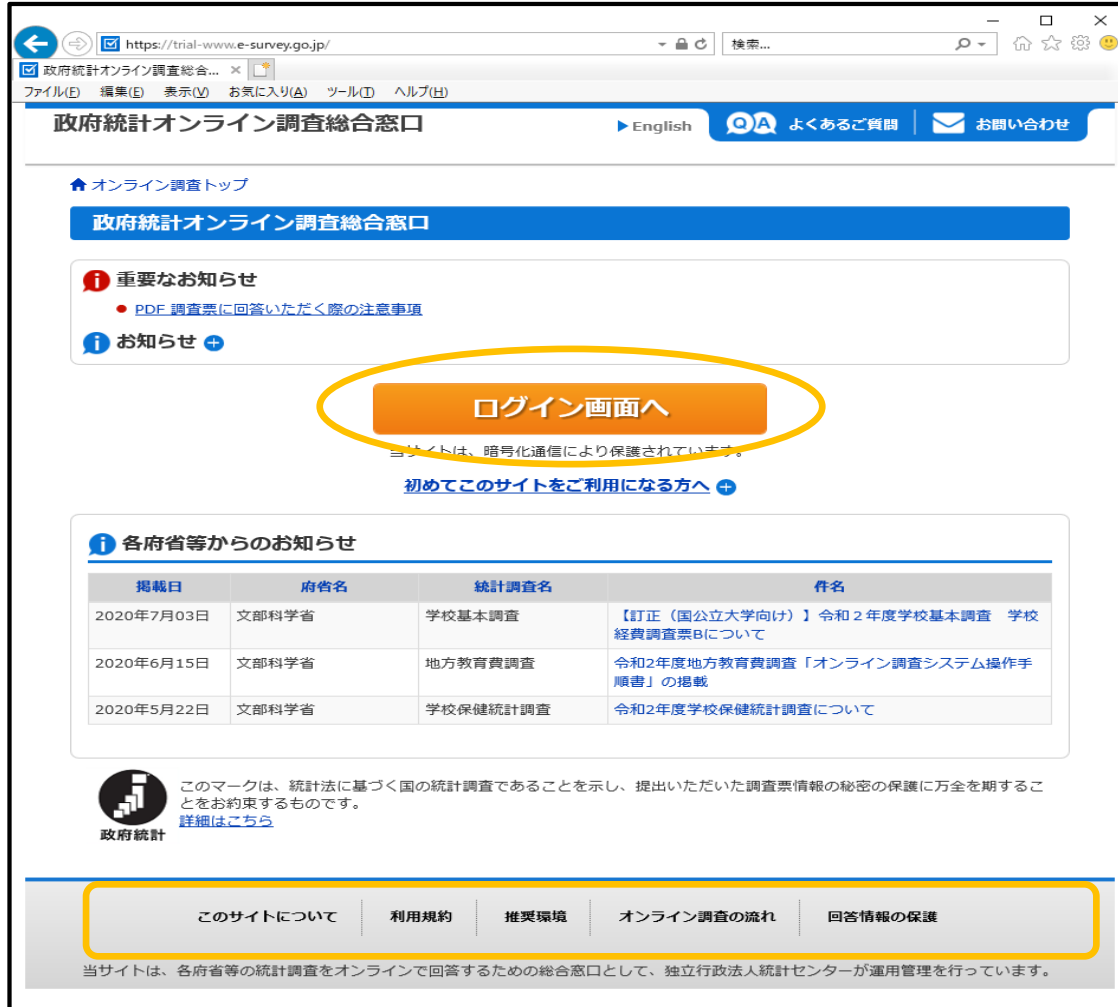 https://trial-www.e-survey.go.jp/
検索...
政府統計オンライン調査総合...
ファイル(F) 編集(E) 表示(V) お気に入り(A) ツール(T) ヘルプ(H)
政府統計オンライン調査総合窓口
English
QA よくあるご質問
お問い合わせ
オンライン調査トップ
政府統計オンライン調査総合窓口
重要なお知らせ
PDF 調査票に回答いただく際の注意事項
お知らせ
ログイン画面へ
当サイトは、暗号化通信により保護されています。
初めてこのサイトをご利用になる方へ
各府省等からのお知らせ
掲載日 府省名 統計調査名 件名
2020年7月03日 文部科学省 学校基本調査 【訂正（国公立大学向け）】令和２年度学校基本調査　学校
経費調査票Bについて
2020年6月15日 文部科学省 地方教育費調査 令和2年度地方教育費調査「オンライン調査システム操作手
順書」の掲載
2020年5月22日 文部科学省 学校保健統計調査 令和2年度学校保健統計調査について
このマークは、統計法に基づく国の統計調査であることを示し、提出いただいた調査票情報の秘密の保護に万全を期するこ
とをお約束するものです。
詳細はこちら
政府統計
このサイトについて 利用規約 推奨環境 オンライン調査の流れ 回答情報の保護
当サイトは、各府省等の統計調査をオンラインで回答するための総合窓口として、独立行政法人統計センターが運用管理を行っています。